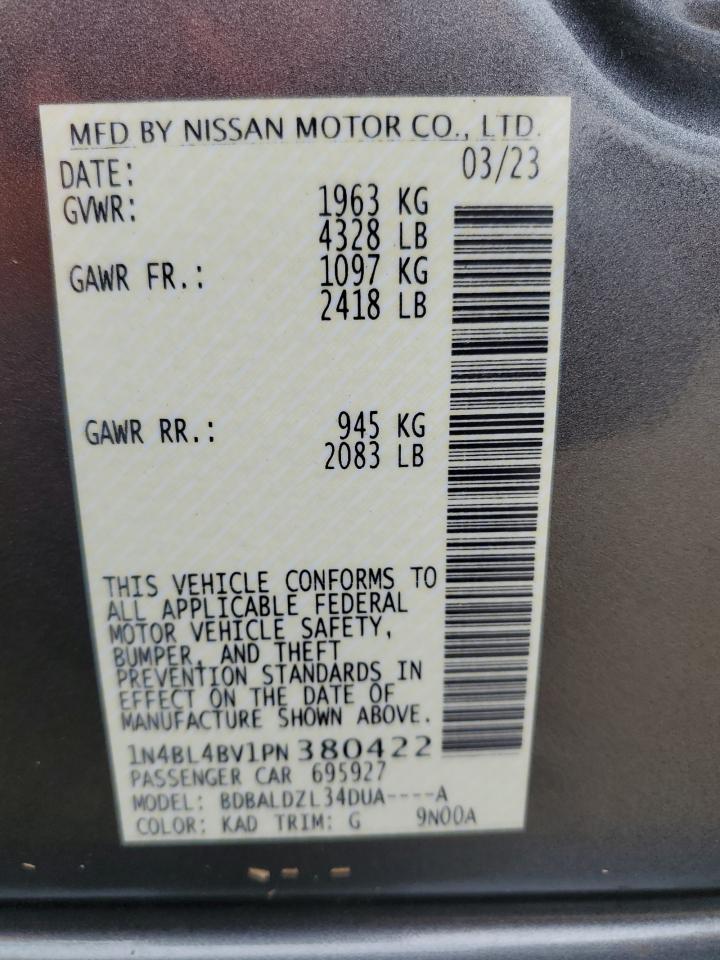 MFD BY NISSAN MOTOR CO., LTD.
DATE: 03/23
GVWR: 1963 KG
4328 LB
GAWR FR.: 1097 KG
2418 LB
GAWR RR.: 945 KG
2083 LB
THIS VEHICLE CONFORMS TO
ALL APPLICABLE FEDERAL
MOTOR VEHICLE SAFETY,
BUMPER, AND THEFT
PREVENTION STANDARDS IN
EFFECT ON THE DATE OF
MANUFACTURE SHOWN ABOVE.
1N4BL4BV1PN380422
PASSENGER CAR 695927
MODEL: BDBALDZL34DUA----A
COLOR: KAD TRIM: G 9N00A